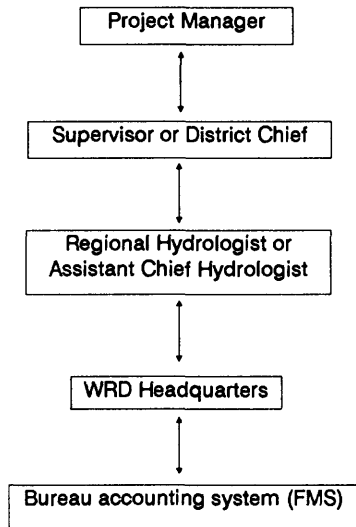 Project Manager
Supervisor or District Chief
Regional Hydrologist or
Assistant Chief Hydrologist
WRD Headquarters
Bureau accounting system (FMS)